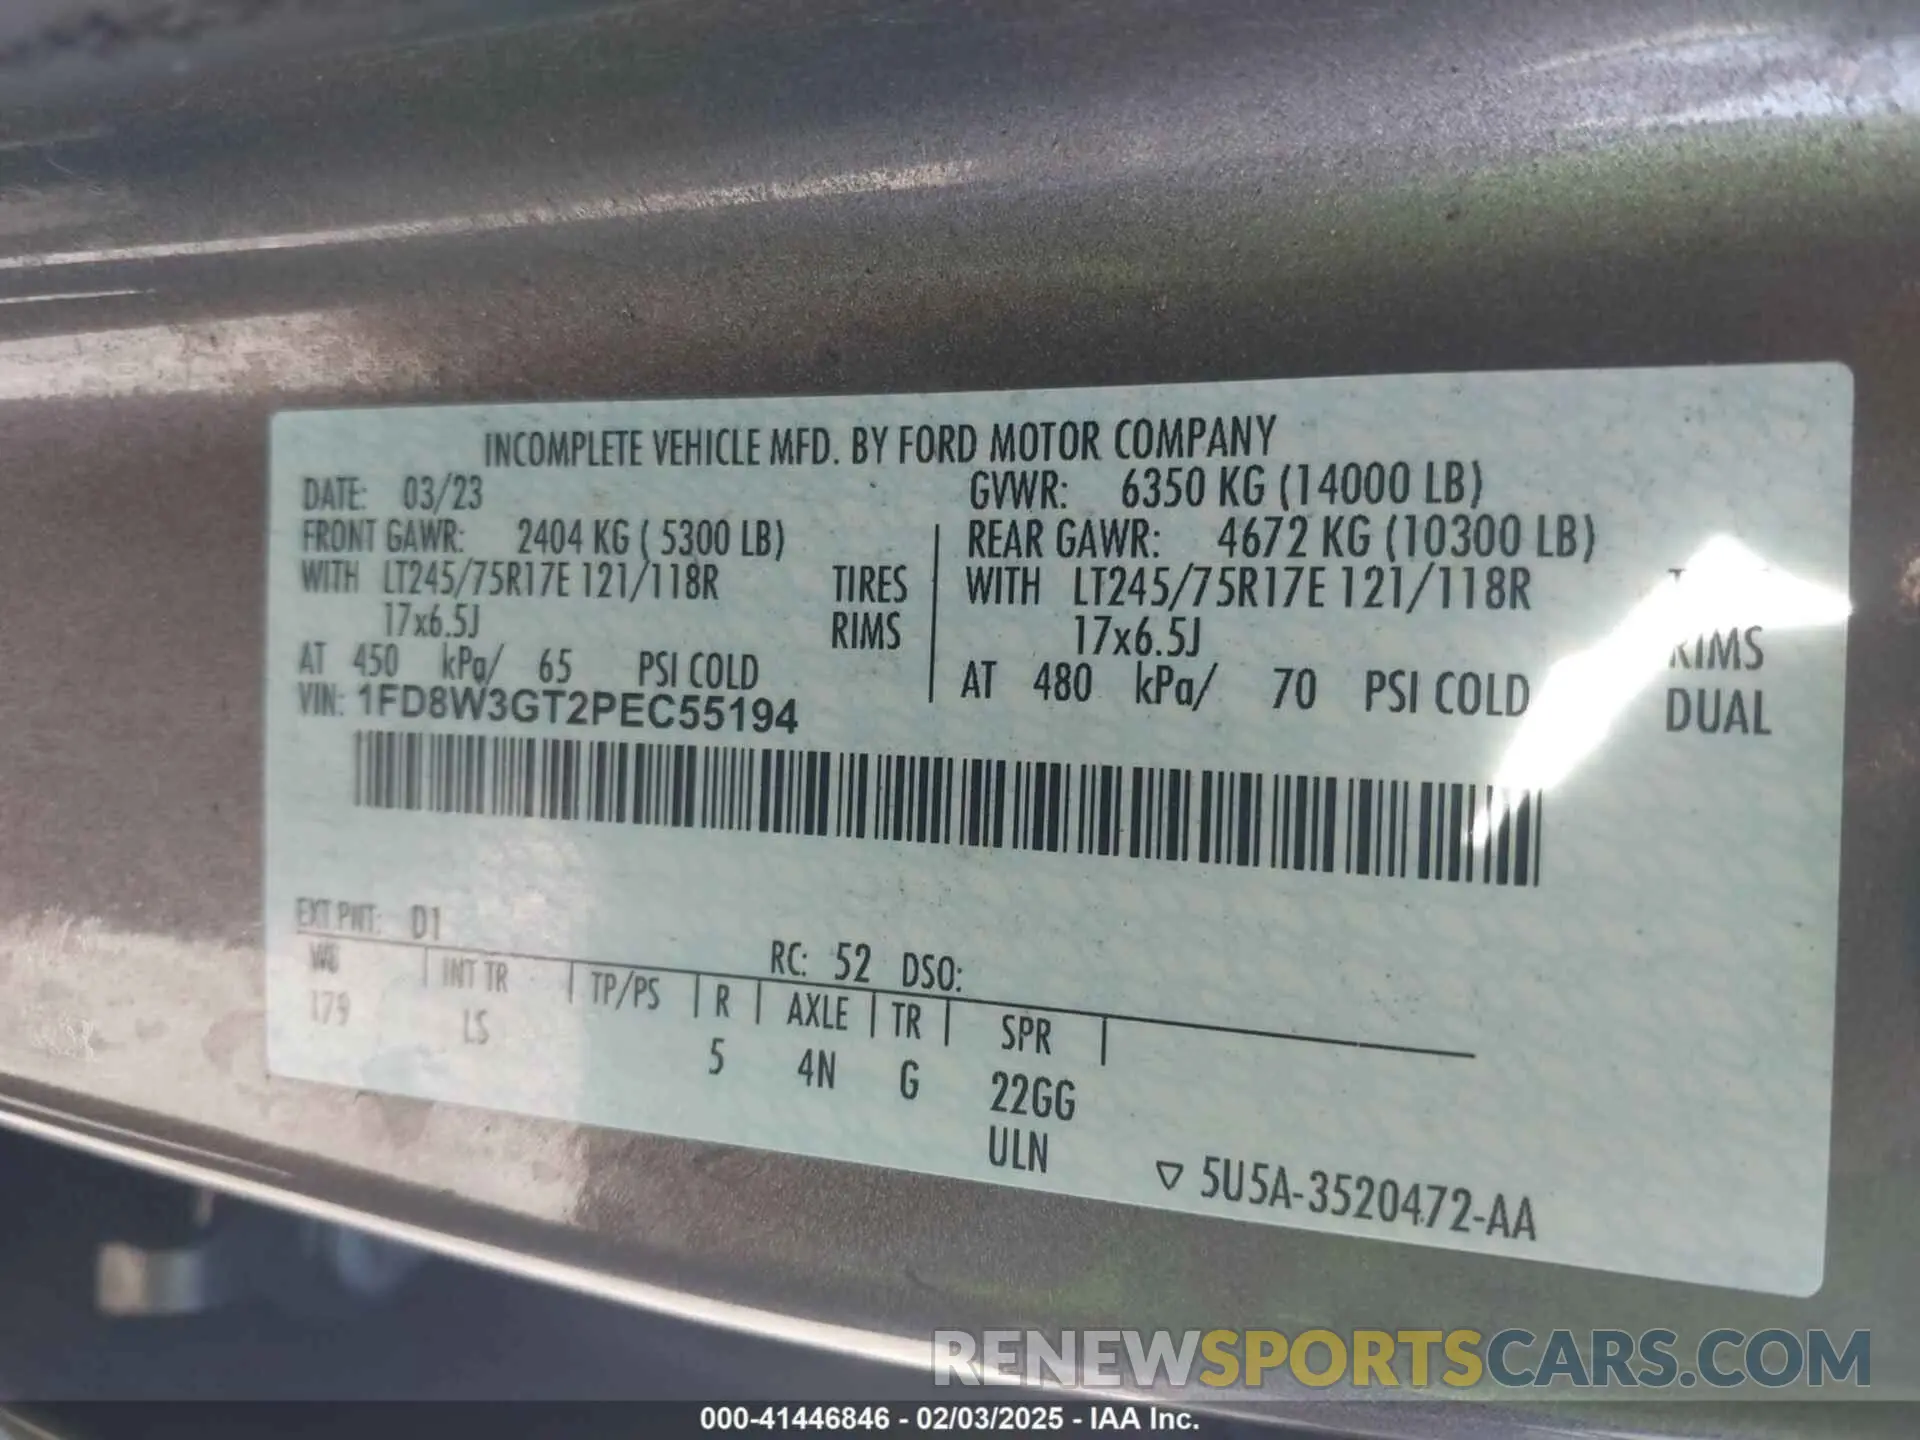 INCOMPLETE VEHICLE MFD. BY FORD MOTOR COMPANY
DATE: 03/23 GVWR: 6350 KG (14000 LB)
FRONT GAWR: 2404 KG ( 5300 LB) REAR GAWR: 4672 KG (10300 LB)
WITH LT245/75R17E 121/118R TIRES WITH LT245/75R17E 121/118R
17x6.5J RIMS 17x6.5J RIMS
AT 450 kPa/ 65 PSI COLD AT 480 kPa/ 70 PSI COLD DUAL
VIN: 1FD8W3GT2PEC55194
EXT PNT: D1 RC: 52 DSO:
WB INT TR TP/PS R AXLE TR SPR
179 LS 5 4N G 22GG
ULN
▽ 5U5A-3520472-AA
RENEWSPORTSCARS.COM
000-41446846 - 02/03/2025 - IAA Inc.